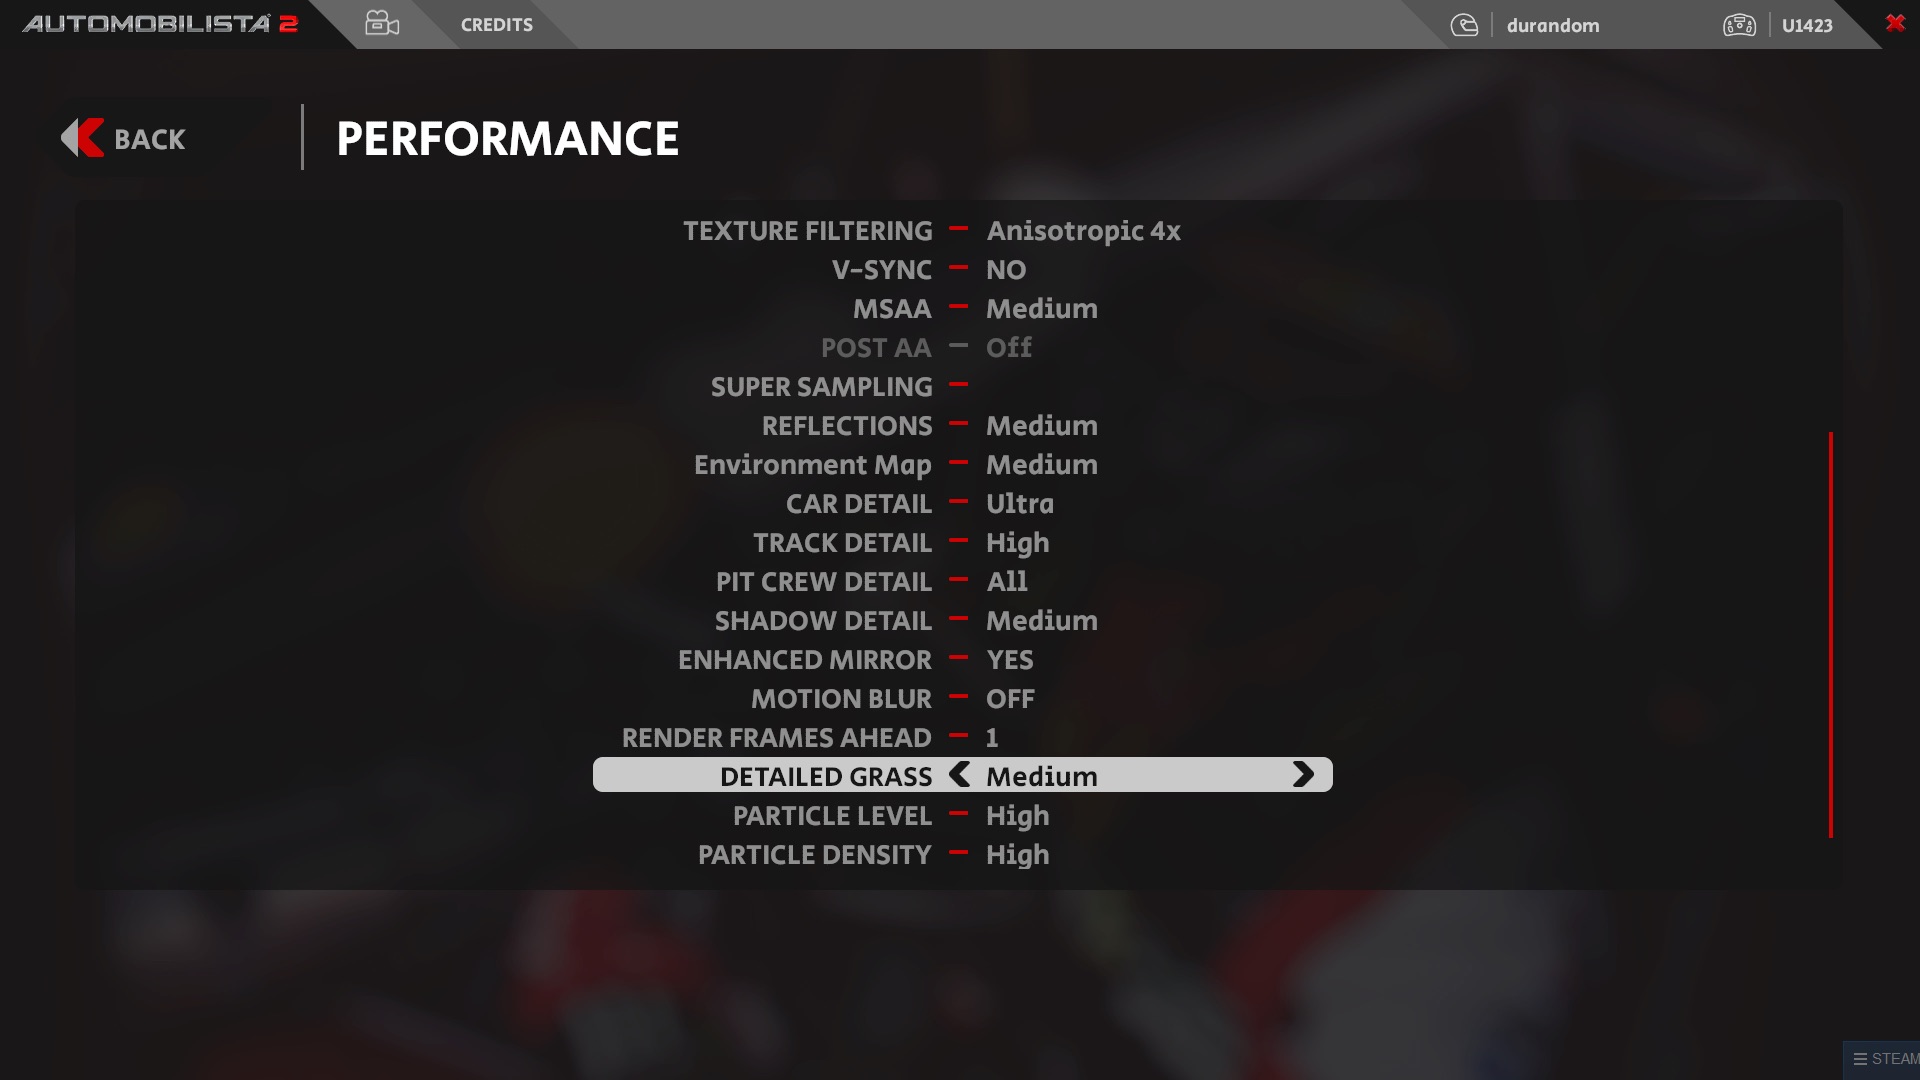 AUTOMOBILISTA 2
CREDITS
durandom
U1423
BACK
PERFORMANCE
TEXTURE FILTERING Anisotropic 4x
V-SYNC NO
MSAA Medium
POST AA Off
SUPER SAMPLING
REFLECTIONS Medium
Environment Map Medium
CAR DETAIL Ultra
TRACK DETAIL High
PIT CREW DETAIL All
SHADOW DETAIL Medium
ENHANCED MIRROR YES
MOTION BLUR OFF
RENDER FRAMES AHEAD 1
DETAILED GRASS Medium
PARTICLE LEVEL High
PARTICLE DENSITY High
STEAM